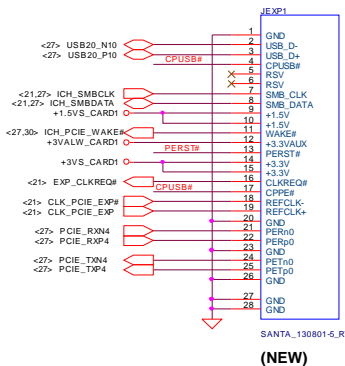 JEXP1
1 GND
<27> USB20_N10 2 USB_D-
<27> USB20_P10 3 USB_D+
CPUSB# 4 CPUSB#
5 RSV
6 RSV
<21,27> ICH_SMBCLK 7 SMB_CLK
<21,27> ICH_SMBDATA 8 SMB_DATA
+1.5VS_CARD1 9 +1.5V
10 +1.5V
<27,30> ICH_PCIE_WAKE# 11 WAKE#
+3VALW_CARD1 12 +3.3VAUX
PERST# 13 PERST#
+3VS_CARD1 14 +3.3V
15 +3.3V
<21> EXP_CLKREQ# 16 CLKREQ#
CPUSB# 17 CPPE#
<21> CLK_PCIE_EXP# 18 REFCLK-
<21> CLK_PCIE_EXP 19 REFCLK+
20 GND
<27> PCIE_RXN4 21 PERn0
<27> PCIE_RXP4 22 PERp0
23 GND
<27> PCIE_TXN4 24 PETn0
<27> PCIE_TXP4 25 PETp0
26 GND
27 GND
28 GND
SANTA_130801-5_R
(NEW)